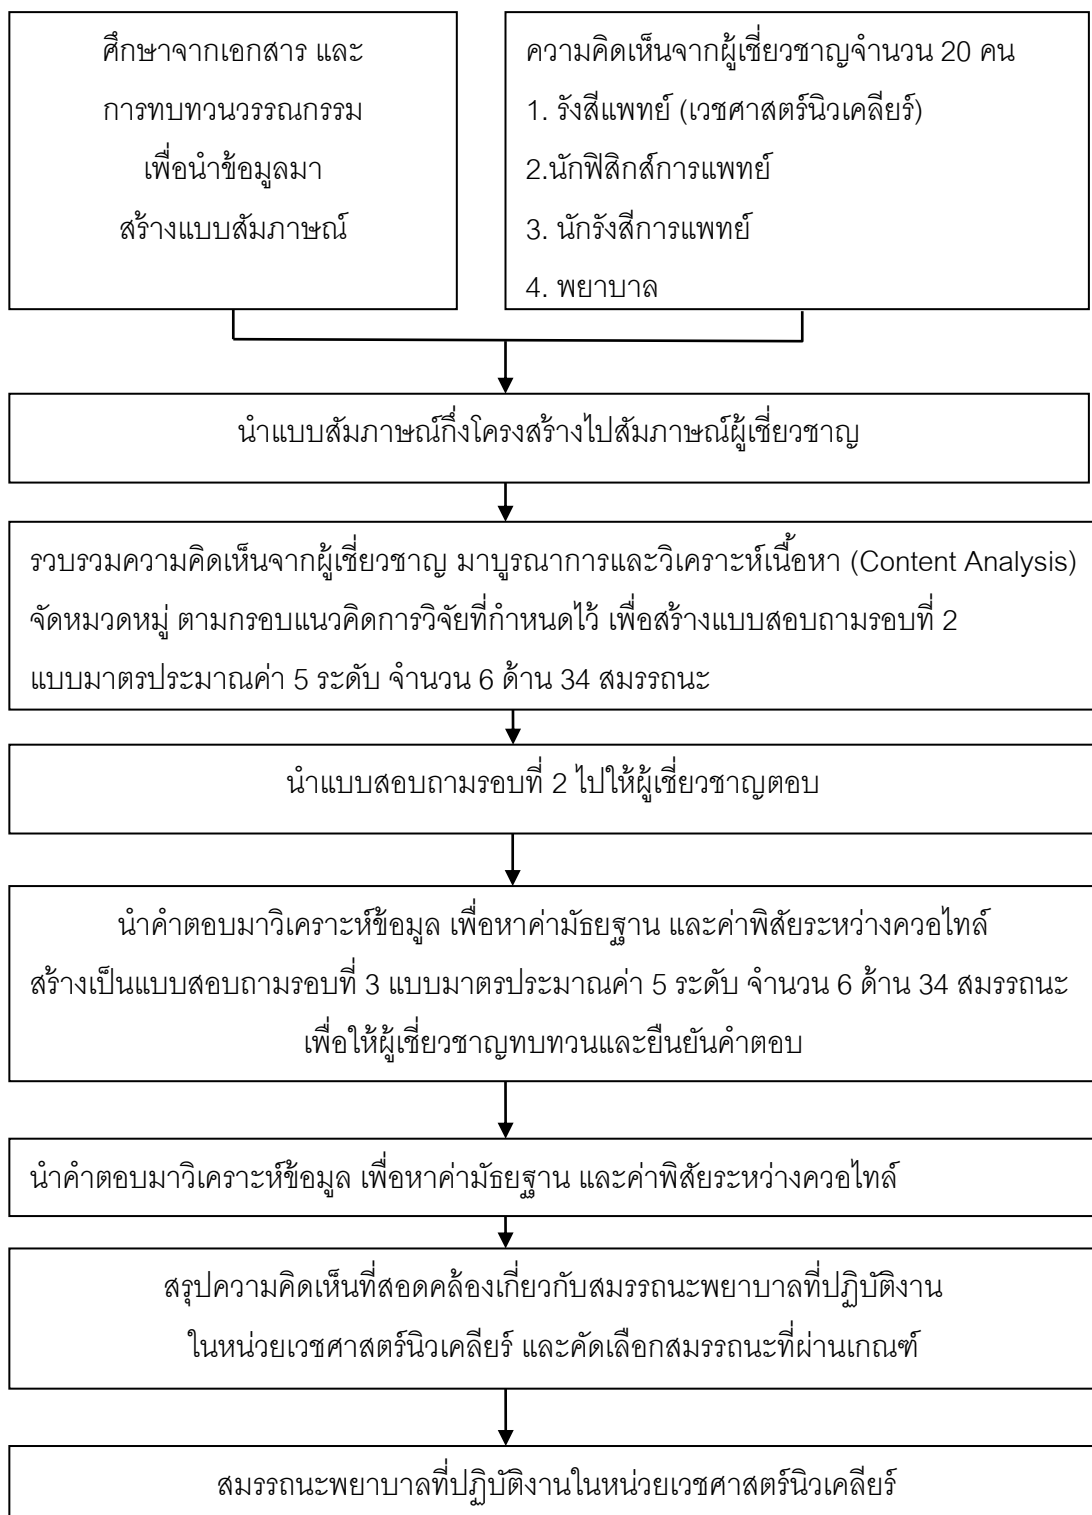 ศึกษาจากเอกสาร และ
การทบทวนวรรณกรรม
เพื่อนำข้อมูลมา
สร้างแบบสัมภาษณ์
ความคิดเห็นจากผู้เชี่ยวชาญจำนวน 20 คน
1. รังสีแพทย์ (เวชศาสตร์นิวเคลียร์)
2.นักฟิสิกส์การแพทย์
3. นักรังสีการแพทย์
4. พยาบาล
นำแบบสัมภาษณ์กึ่งโครงสร้างไปสัมภาษณ์ผู้เชี่ยวชาญ
รวบรวมความคิดเห็นจากผู้เชี่ยวชาญ มาบูรณาการและวิเคราะห์เนื้อหา (Content Analysis)
จัดหมวดหมู่ ตามกรอบแนวคิดการวิจัยที่กำหนดไว้ เพื่อสร้างแบบสอบถามรอบที่ 2
แบบมาตรประมาณค่า 5 ระดับ จำนวน 6 ด้าน 34 สมรรถนะ
นำแบบสอบถามรอบที่ 2 ไปให้ผู้เชี่ยวชาญตอบ
นำคำตอบมาวิเคราะห์ข้อมูล เพื่อหาค่ามัธยฐาน และค่าพิสัยระหว่างควอไทล์
สร้างเป็นแบบสอบถามรอบที่ 3 แบบมาตรประมาณค่า 5 ระดับ จำนวน 6 ด้าน 34 สมรรถนะ
เพื่อให้ผู้เชี่ยวชาญทบทวนและยืนยันคำตอบ
นำคำตอบมาวิเคราะห์ข้อมูล เพื่อหาค่ามัธยฐาน และค่าพิสัยระหว่างควอไทล์
สรุปความคิดเห็นที่สอดคล้องเกี่ยวกับสมรรถนะพยาบาลที่ปฏิบัติงาน
ในหน่วยเวชศาสตร์นิวเคลียร์ และคัดเลือกสมรรถนะที่ผ่านเกณฑ์
สมรรถนะพยาบาลที่ปฏิบัติงานในหน่วยเวชศาสตร์นิวเคลียร์